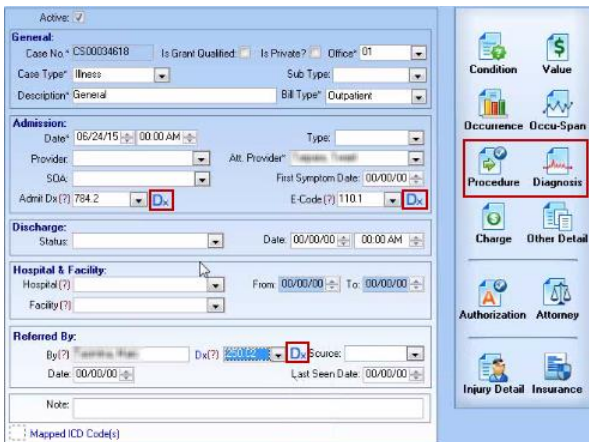 Active:
General:
Case No.* CS00034618 Is Grant Qualified: Is Private? Office* 01
Case Type* Illness Sub Type:
Description* General Bill Type* Outpatient
Admission:
Date* 06/24/15 00:00 AM Type:
Provider: Att. Provider*
SOA: First Symptom Date: 00/00/00
Admit Dx(?) 784.2 Dx E-Code(?) 110.1 Dx
Discharge:
Status: Date: 00/00/00 00:00 AM
Hospital & Facility:
Hospital(?) From: 00/00/00 To: 00/00/00
Facility(?)
Referred By:
By(?) Dx(?) 250.02 Dx Source:
Date: 00/00/00 Last Seen Date: 00/00/00
Note:
Mapped ICD Code(s)
Condition Value
Occurrence Occu-Span
Procedure Diagnosis
Charge Other Detail
Authorization Attorney
Injury Detail Insurance